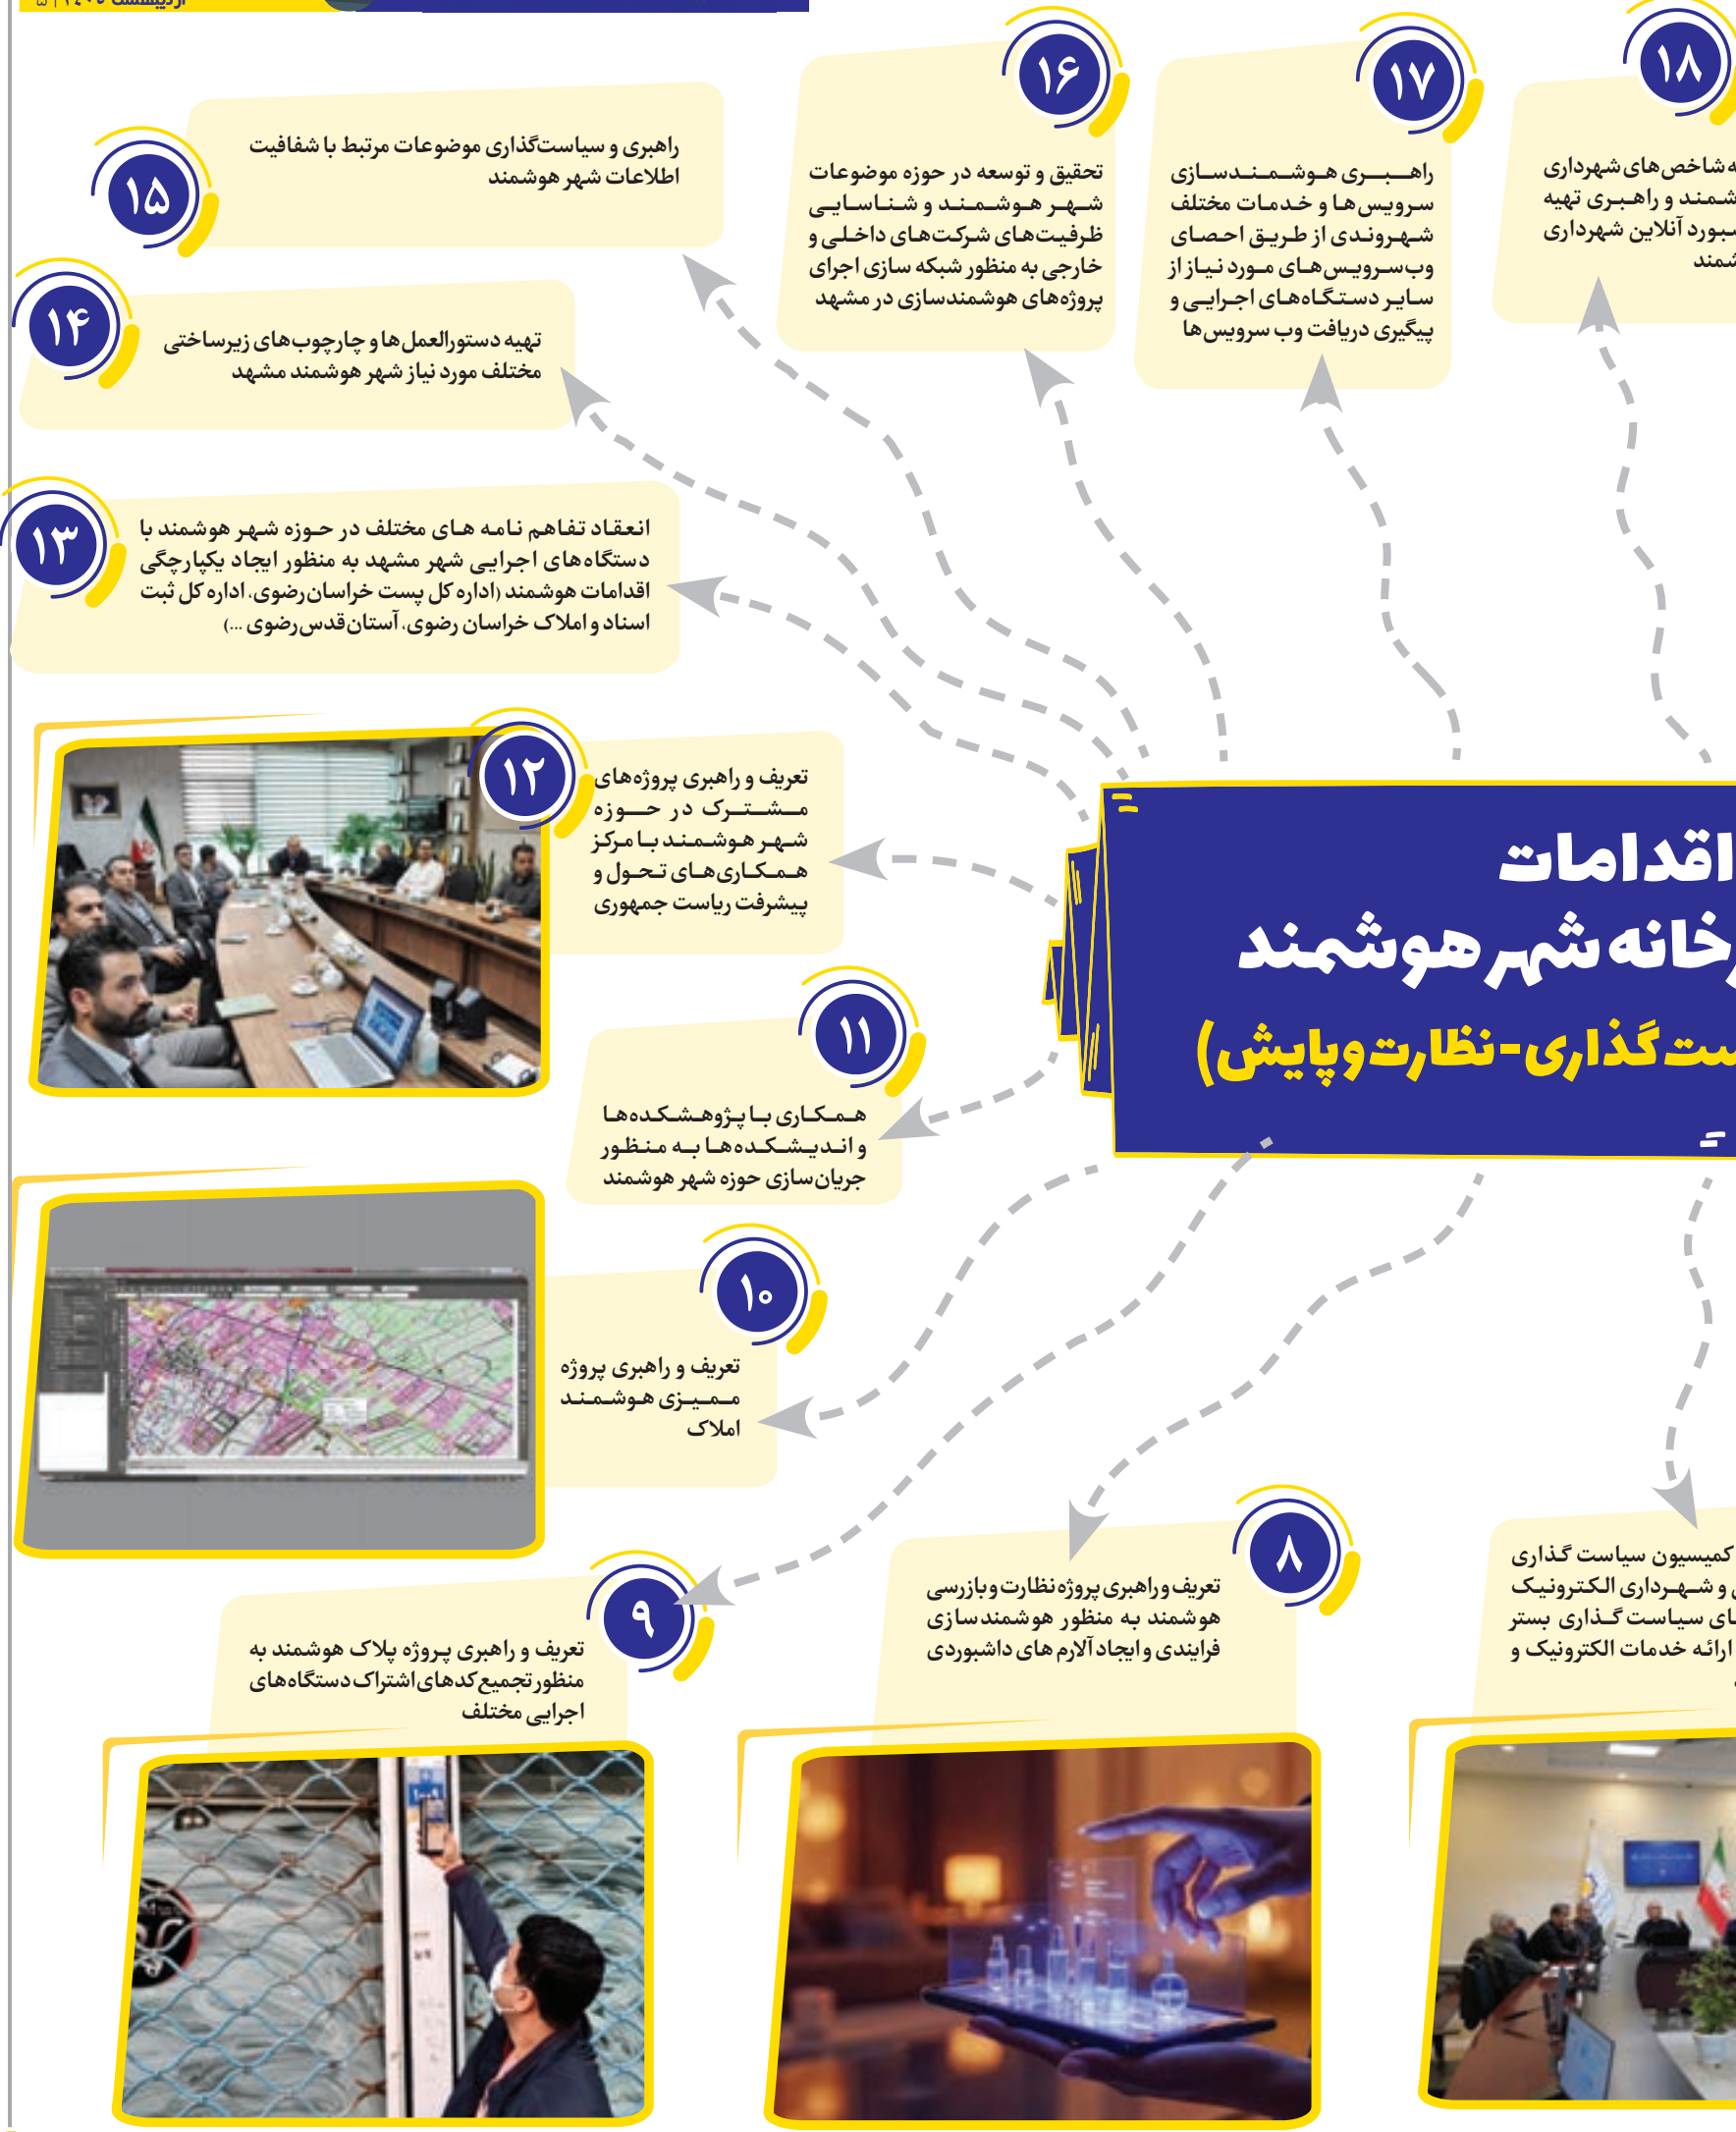 اردیبهشت ۱۴۰۵ | ۵
اقدامات
شهر هوشمند
گذاری-نظارت و پایش)
۱۸
شاخص‌های شهرداری
و راهبری تهیه
آنلاین شهرداری
۱۷
راهبری هوشمندسازی
سرویس‌ها و خدمات مختلف
شهروندی از طریق احصای
وب‌سرویس‌های مورد نیاز از
سایر دستگاه‌های اجرایی و
پیگیری دریافت وب سرویس‌ها
۱۶
تحقیق و توسعه در حوزه موضوعات
شهر هوشمند و شناسایی
ظرفیت‌های شرکت‌های داخلی و
خارجی به منظور شبکه سازی اجرای
پروژه‌های هوشمندسازی در مشهد
۱۵
راهبری و سیاست‌گذاری موضوعات مرتبط با شفافیت
اطلاعات شهر هوشمند
۱۴
تهیه دستورالعمل‌ها و چارچوب‌های زیرساختی
مختلف مورد نیاز شهر هوشمند مشهد
۱۳
انعقاد تفاهم نامه های مختلف در حوزه شهر هوشمند با
دستگاه‌های اجرایی شهر مشهد به منظور ایجاد یکپارچگی
اقدامات هوشمند (اداره کل پست خراسان‌رضوی، اداره کل ثبت
اسناد و املاک خراسان رضوی، آستان‌قدس‌رضوی ...)
۱۲
تعریف و راهبری پروژه‌های
مشترک در حوزه
شهر هوشمند با مرکز
همکاری‌های تحول و
پیشرفت ریاست جمهوری
۱۱
همکاری با پژوهشکده‌ها
و اندیشکده‌ها به منظور
جریان‌سازی حوزه شهر هوشمند
۱۰
تعریف و راهبری پروژه
ممیزی هوشمند
املاک
۹
تعریف و راهبری پروژه پلاک هوشمند به
منظور تجمیع کدهای اشتراک دستگاه‌های
اجرایی مختلف
۸
تعریف و راهبری پروژه نظارت و بازرسی
هوشمند به منظور هوشمندسازی
فرایندی و ایجاد آلارم های داشبوردی
کمیسیون سیاست گذاری
و شهرداری الکترونیک
سیاست گذاری بستر
ارائه خدمات الکترونیک و